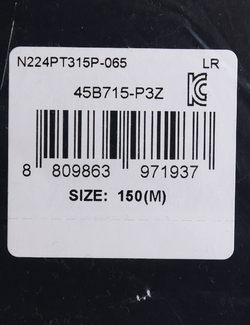 N224PT315P-065 LR
45B715-P3Z
8 809863 971937
SIZE: 150(M)